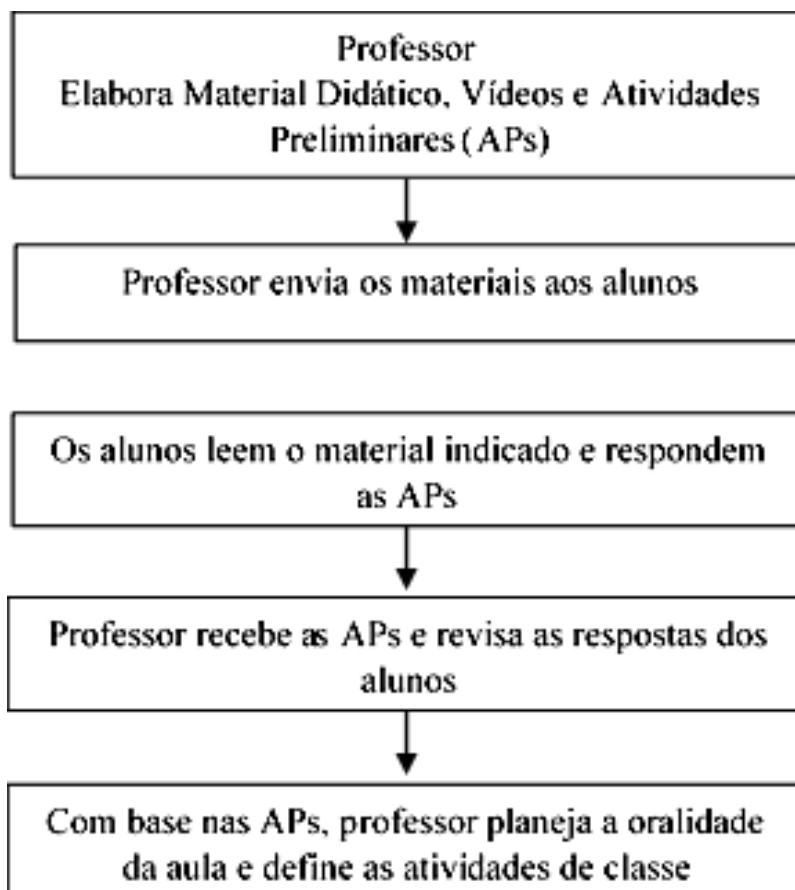 Professor
Elabora Material Didático, Vídeos e Atividades
Preliminares (APs)
Professor envia os materiais aos alunos
Os alunos leem o material indicado e respondem
as APs
Professor recebe as APs e revisa as respostas dos
alunos
Com base nas APs, professor planeja a oralidade
da aula e define as atividades de classe